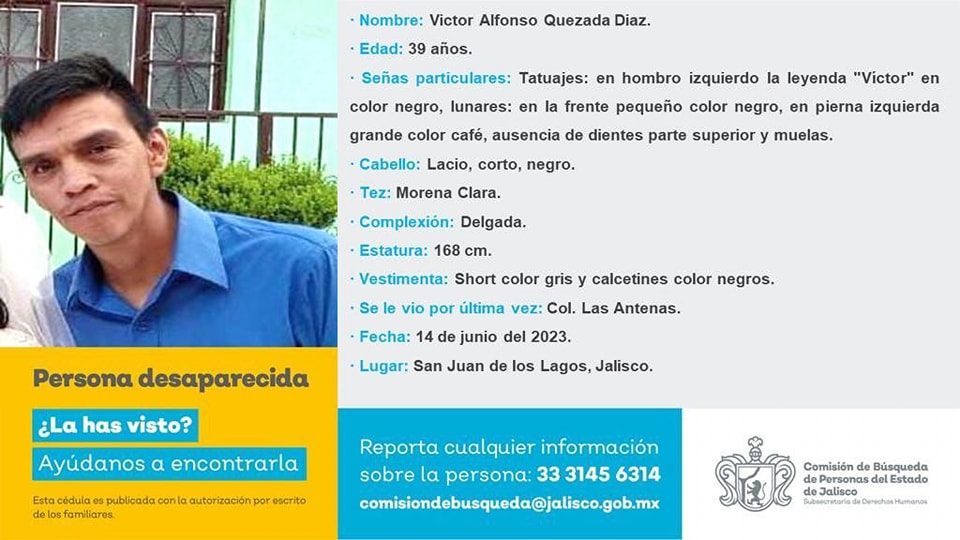 · Nombre: Victor Alfonso Quezada Diaz.
· Edad: 39 años.
· Señas particulares: Tatuajes: en hombro izquierdo la leyenda "Víctor" en
color negro, lunares: en la frente pequeño color negro, en pierna izquierda
grande color café, ausencia de dientes parte superior y muelas.
· Cabello: Lacio, corto, negro.
· Tez: Morena Clara.
· Complexión: Delgada.
· Estatura: 168 cm.
· Vestimenta: Short color gris y calcetines color negros.
· Se le vio por última vez: Col. Las Antenas.
· Fecha: 14 de junio del 2023.
· Lugar: San Juan de los Lagos, Jalisco.
Persona desaparecida
¿La has visto?
Ayúdanos a encontrarla
Esta cédula es publicada con la autorización por escrito
de los familiares.
Reporta cualquier información
sobre la persona: 33 3145 6314
comisiondebusqueda@jalisco.gob.mx
Comisión de Búsqueda
de Personas del Estado
de Jalisco
Subsecretaría de Derechos Humanos